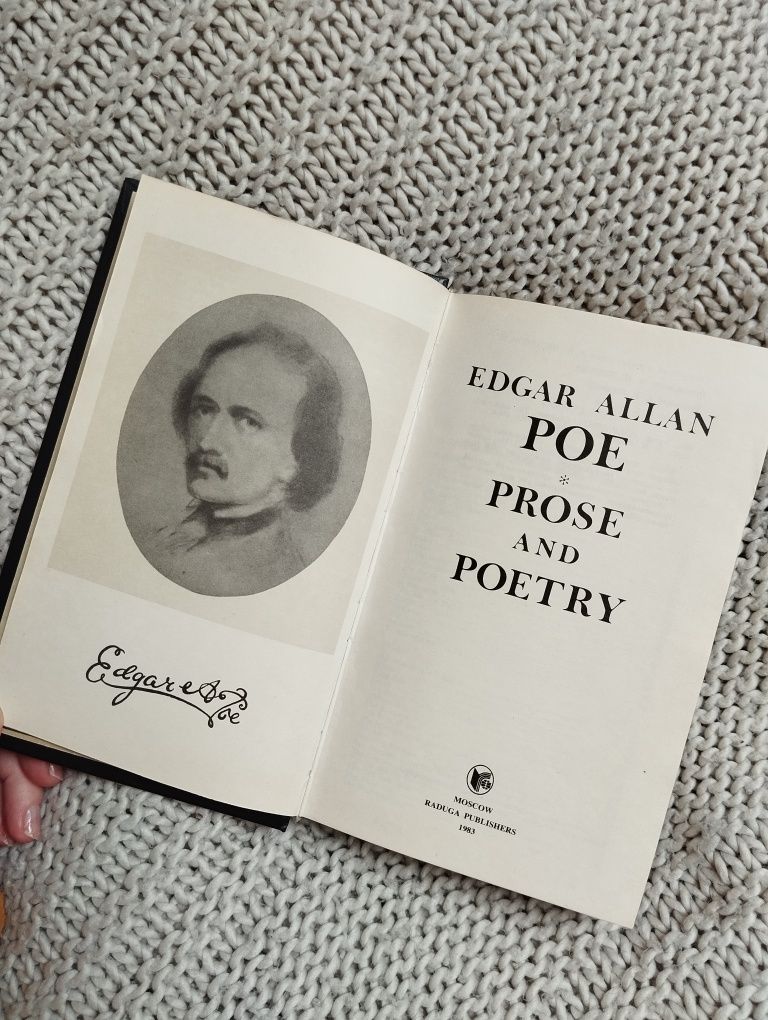 Edgar A Poe
EDGAR ALLAN
POE
*
PROSE
AND
POETRY
MOSCOW
RADUGA PUBLISHERS
1983